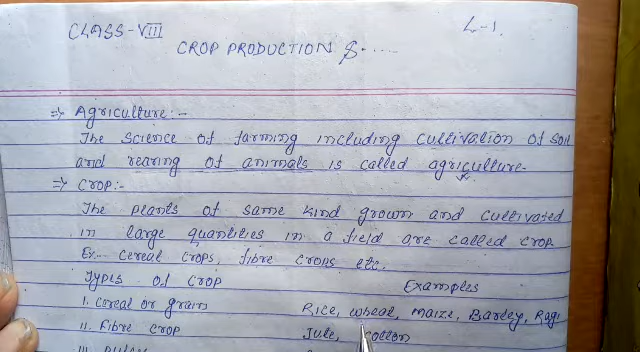 CLASS-VIII
L-1.
CROP PRODUCTION &.....
=> Agriculture:-
The science of farming including cultivation of soil
and rearing of animals is called agriculture-
=> Crop:-
The plants of same kind grown and cultivated
in large quantities in a field are called crop
Ex:- Cereal crops, fibre crops etc.
Types of crop Examples
i. Cereal or grain Rice, wheat, Maize, Barley, Ragi
ii. Fibre crop Jute, cotton
iii.